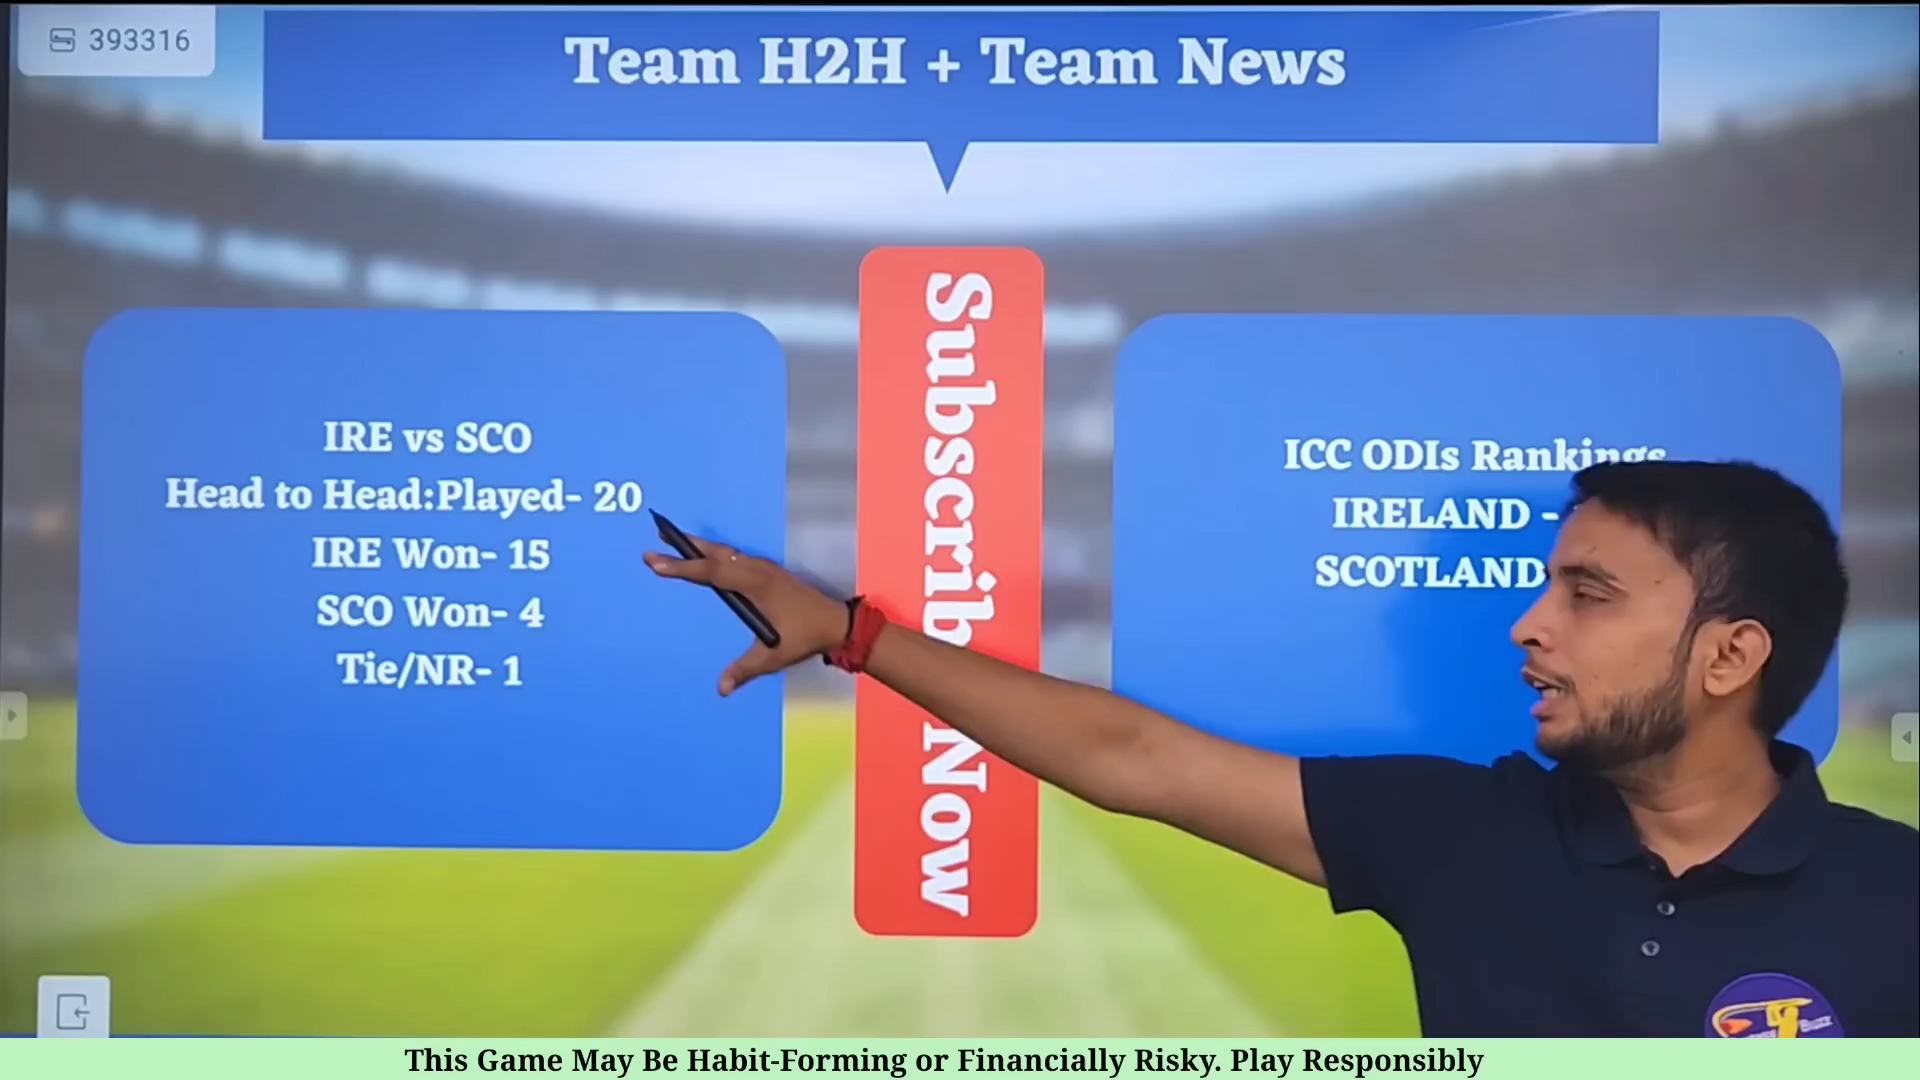 393316
Team H2H + Team News
IRE vs SCO
Head to Head:Played- 20
IRE Won- 15
SCO Won- 4
Tie/NR- 1
Subscrib Now
ICC ODIs Rankings
IRELAND -
SCOTLAND
Buzz
This Game May Be Habit-Forming or Financially Risky. Play Responsibly